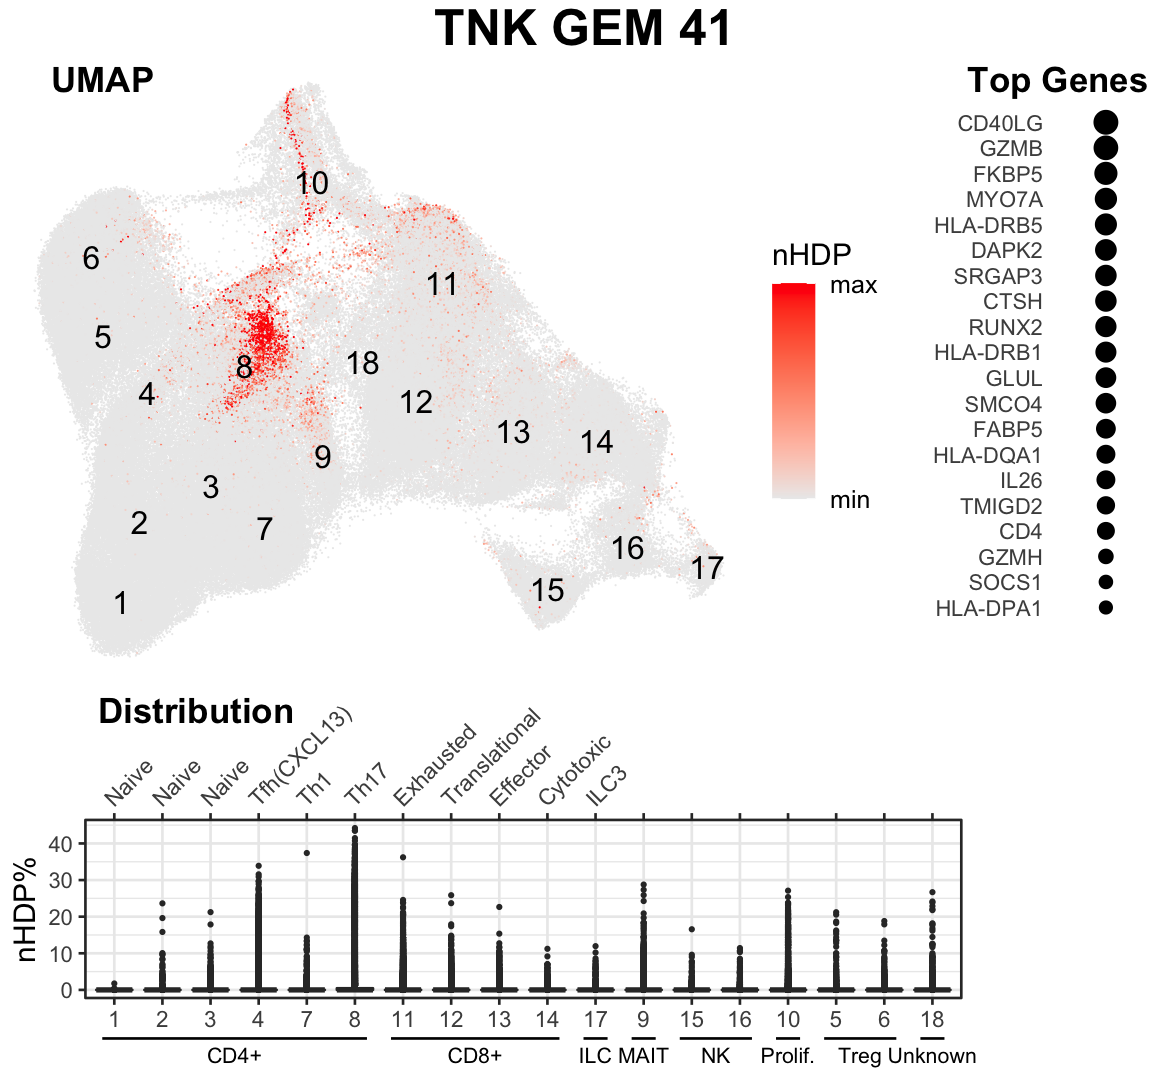 TNK GEM 41
UMAP
10
6
11
5
8
18
4
12
13
14
9
3
2
7
16
17
15
1
nHDP
max
min
Top Genes
CD40LG
GZMB
FKBP5
MYO7A
HLA-DRB5
DAPK2
SRGAP3
CTSH
RUNX2
HLA-DRB1
GLUL
SMCO4
FABP5
HLA-DQA1
IL26
TMIGD2
CD4
GZMH
SOCS1
HLA-DPA1
Distribution
Naive
Naive
Naive
Tfh(CXCL13)
Th1
Th17
Exhausted
Translational
Effector
Cytotoxic
ILC3
nHDP%
40
30
20
10
0
1 2 3 4 7 8 11 12 13 14 17 9 15 16 10 5 6 18
CD4+ CD8+ ILC MAIT NK Prolif. Treg Unknown